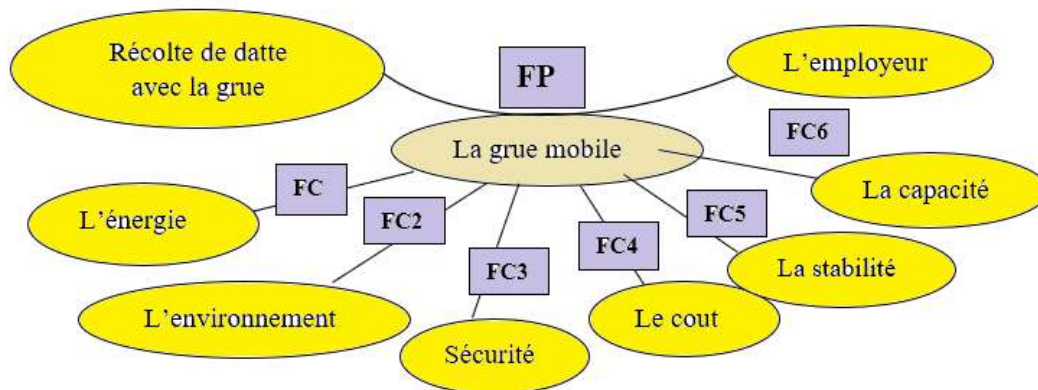 Récolte de datte
avec la grue
FP
L'employeur
La grue mobile
FC6
FC
La capacité
L'énergie
FC2
FC5
FC4
FC3
La stabilité
L'environnement
Le cout
Sécurité